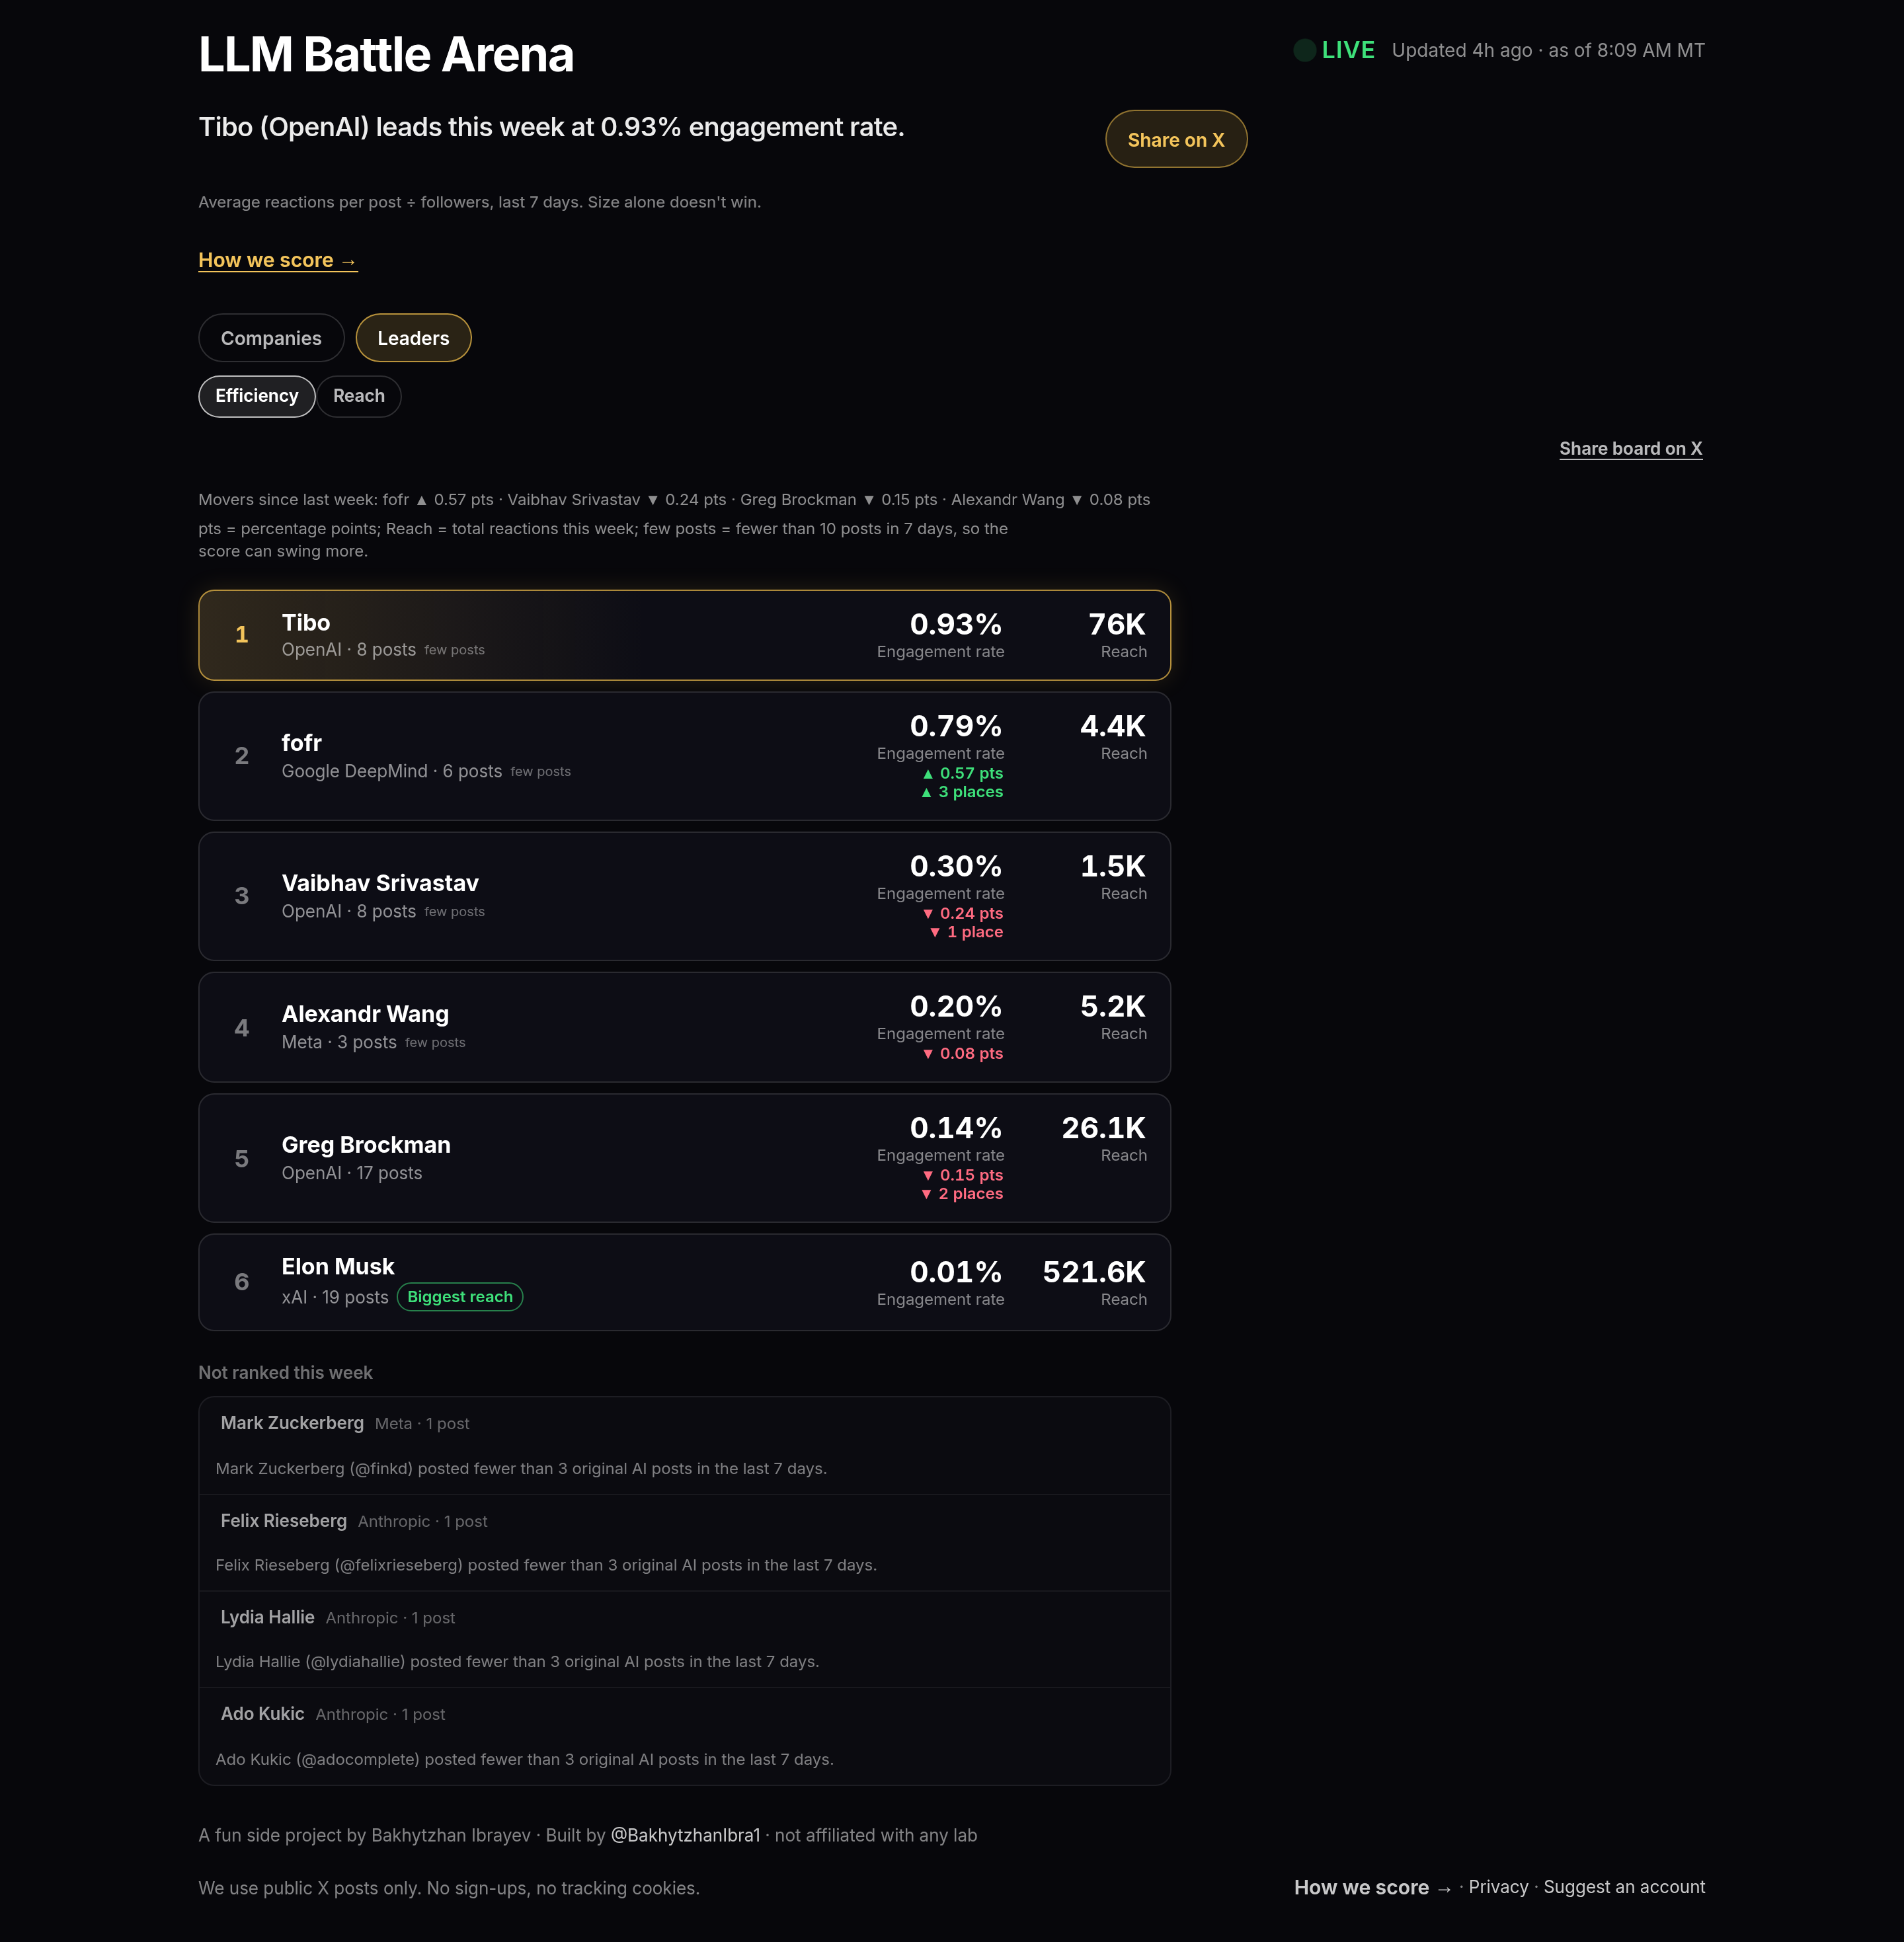 LLM Battle Arena
LIVE Updated 4h ago · as of 8:09 AM MT
Tibo (OpenAI) leads this week at 0.93% engagement rate.
Share on X
Average reactions per post ÷ followers, last 7 days. Size alone doesn't win.
How we score →
Companies Leaders
Efficiency Reach
Share board on X
Movers since last week: fofr ▲ 0.57 pts · Vaibhav Srivastav ▼ 0.24 pts · Greg Brockman ▼ 0.15 pts · Alexandr Wang ▼ 0.08 pts
pts = percentage points; Reach = total reactions this week; few posts = fewer than 10 posts in 7 days, so the
score can swing more.
1
Tibo
OpenAI · 8 posts few posts
0.93%
Engagement rate
76K
Reach
2
fofr
Google DeepMind · 6 posts few posts
0.79%
Engagement rate
▲ 0.57 pts
▲ 3 places
4.4K
Reach
3
Vaibhav Srivastav
OpenAI · 8 posts few posts
0.30%
Engagement rate
▼ 0.24 pts
▼ 1 place
1.5K
Reach
4
Alexandr Wang
Meta · 3 posts few posts
0.20%
Engagement rate
▼ 0.08 pts
5.2K
Reach
5
Greg Brockman
OpenAI · 17 posts
0.14%
Engagement rate
▼ 0.15 pts
▼ 2 places
26.1K
Reach
6
Elon Musk
xAI · 19 posts Biggest reach
0.01%
Engagement rate
521.6K
Reach
Not ranked this week
Mark Zuckerberg Meta · 1 post
Mark Zuckerberg (@finkd) posted fewer than 3 original AI posts in the last 7 days.
Felix Rieseberg Anthropic · 1 post
Felix Rieseberg (@felixrieseberg) posted fewer than 3 original AI posts in the last 7 days.
Lydia Hallie Anthropic · 1 post
Lydia Hallie (@lydiahallie) posted fewer than 3 original AI posts in the last 7 days.
Ado Kukic Anthropic · 1 post
Ado Kukic (@adocomplete) posted fewer than 3 original AI posts in the last 7 days.
A fun side project by Bakhytzhan Ibrayev · Built by @BakhytzhanIbra1 · not affiliated with any lab
We use public X posts only. No sign-ups, no tracking cookies.
How we score → · Privacy · Suggest an account